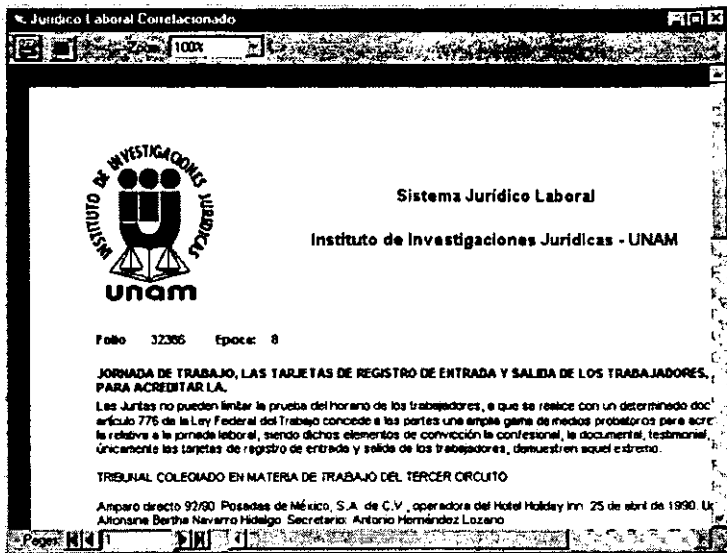 Jurídico Laboral Correlacionado
Zoom 100%
INSTITUTO DE INVESTIGACIONES JURIDICAS
unam
Sistema Jurídico Laboral
Instituto de Investigaciones Jurídicas - UNAM
Folio 32366 Epoca: 8
JORNADA DE TRABAJO, LAS TARJETAS DE REGISTRO DE ENTRADA Y SALIDA DE LOS TRABAJADORES,
PARA ACREDITAR LA.
Las Juntas no pueden limitar la prueba del horario de los trabajadores, a que se realice con un determinado doc
artículo 776 de la Ley Federal del Trabajo concede a las partes una amplia gama de medios probatorios para acre
la relativa a la jornada laboral, siendo dichos elementos de convicción la confesional, la documental, testimonial,
únicamente las tarjetas de registro de entrada y salida de los trabajadores, demuestren aquel extremo.
TRIBUNAL COLEGIADO EN MATERIA DE TRABAJO DEL TERCER CIRCUITO
Amparo directo 92/90. Posadas de México, S.A. de C.V., operadora del Hotel Holiday Inn. 25 de abril de 1990.
Alfonsina Bertha Navarro Hidalgo. Secretario: Antonio Hernández Lozano
Pages: 1